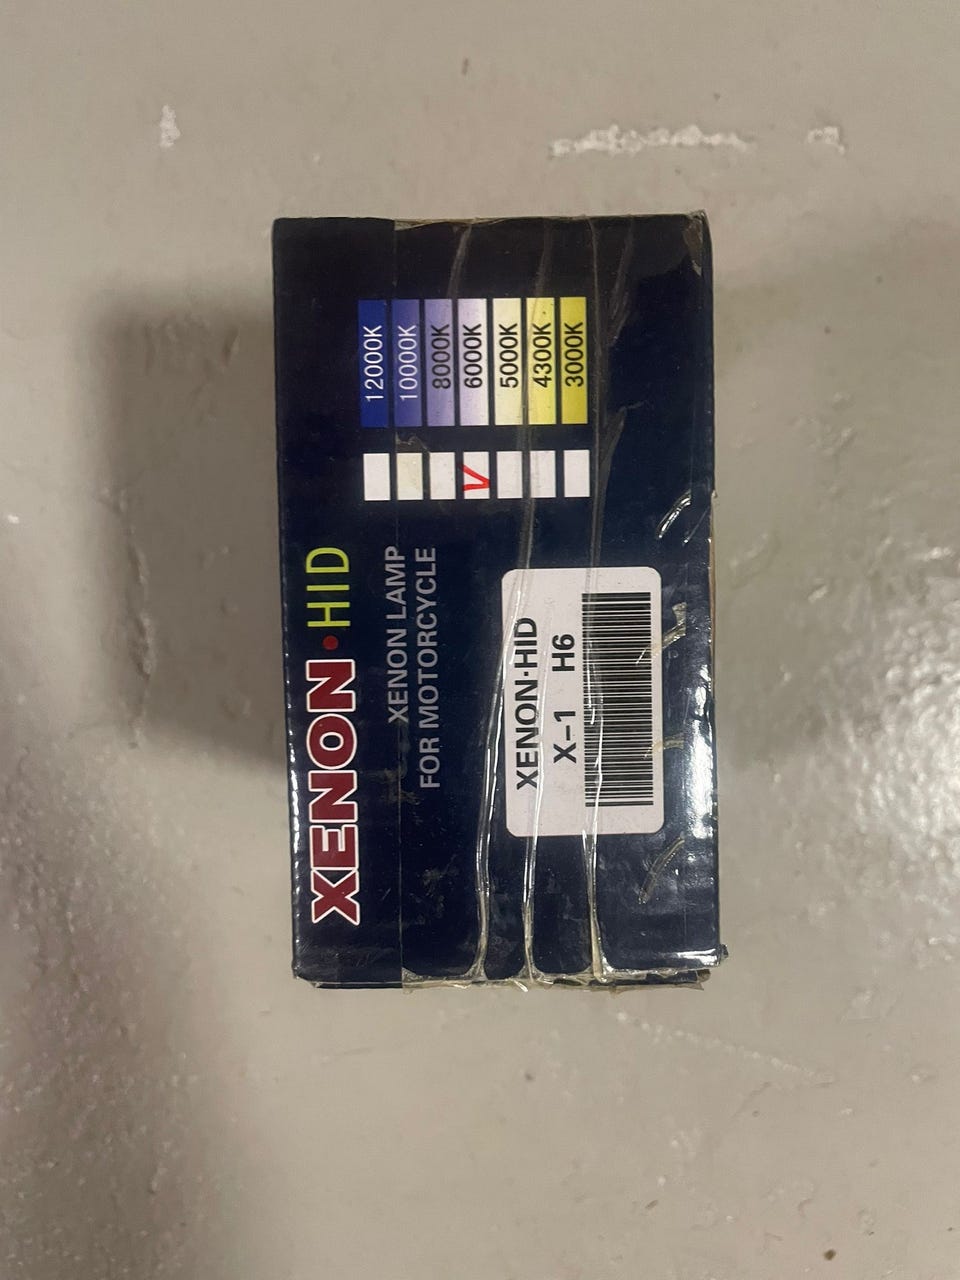 XENON·HID
XENON LAMP
FOR MOTORCYCLE
12000K
10000K
8000K
6000K
V
5000K
4300K
3000K
XENON·HID
X-1 H6